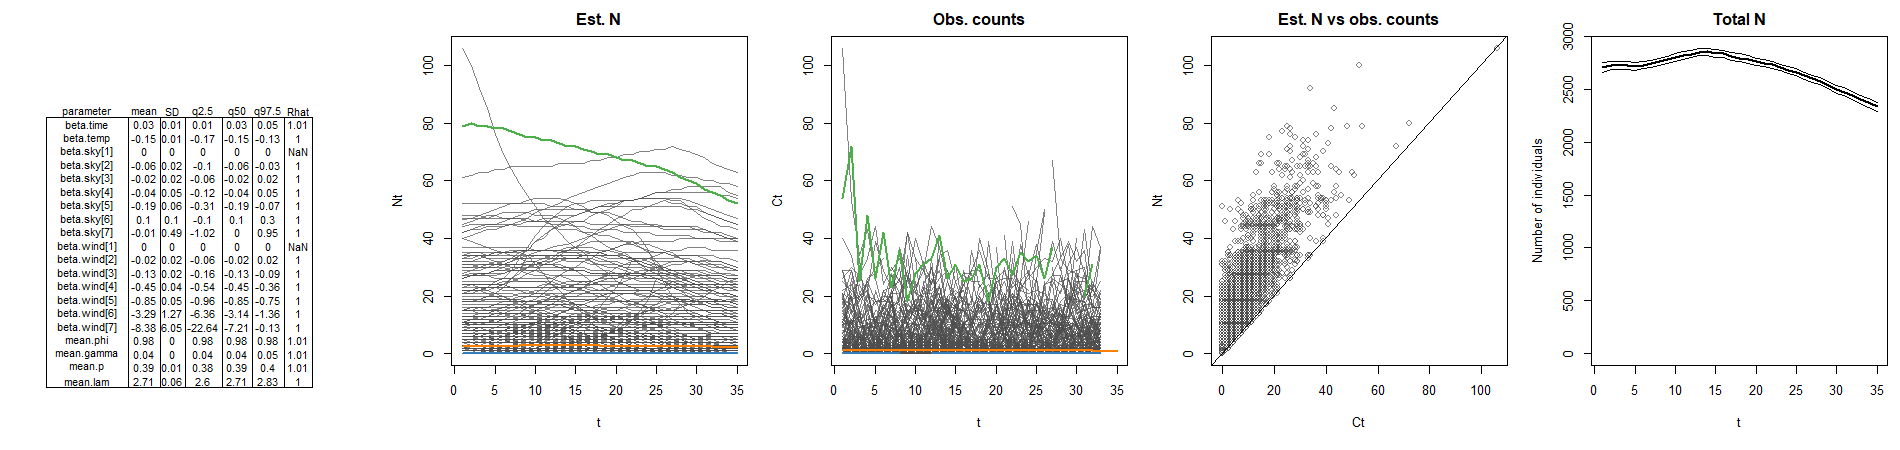 parameter mean SD q2.5 q50 q97.5 Rhat
beta.time 0.03 0.01 0.01 0.03 0.05 1.01
beta.temp -0.15 0.01 -0.17 -0.15 -0.13 1
beta.sky[1] 0 0 0 0 0 NaN
beta.sky[2] -0.06 0.02 -0.1 -0.06 -0.03 1
beta.sky[3] -0.02 0.02 -0.06 -0.02 0.02 1
beta.sky[4] -0.04 0.05 -0.12 -0.04 0.05 1
beta.sky[5] -0.19 0.06 -0.31 -0.19 -0.07 1
beta.sky[6] 0.1 0.1 -0.1 0.1 0.3 1
beta.sky[7] -0.01 0.49 -1.02 0 0.95 1
beta.wind[1] 0 0 0 0 0 NaN
beta.wind[2] -0.02 0.02 -0.06 -0.02 0.02 1
beta.wind[3] -0.13 0.02 -0.16 -0.13 -0.09 1
beta.wind[4] -0.45 0.04 -0.54 -0.45 -0.36 1
beta.wind[5] -0.85 0.05 -0.96 -0.85 -0.75 1
beta.wind[6] -3.29 1.27 -6.36 -3.14 -1.36 1
beta.wind[7] -8.38 6.05 -22.64 -7.21 -0.13 1
mean.phi 0.98 0 0.98 0.98 0.98 1.01
mean.gamma 0.04 0 0.04 0.04 0.05 1.01
mean.p 0.39 0.01 0.38 0.39 0.4 1.01
mean.lam 2.71 0.06 2.6 2.71 2.83 1
Est. N
Nt
100
80
60
40
20
0
0 5 10 15 20 25 30 35
t
Obs. counts
Ct
100
80
60
40
20
0
0 5 10 15 20 25 30 35
t
Est. N vs obs. counts
Nt
100
80
60
40
20
0
0 20 40 60 80 100
Ct
Total N
Number of individuals
3000
2500
2000
1500
1000
500
0
0 5 10 15 20 25 30 35
t